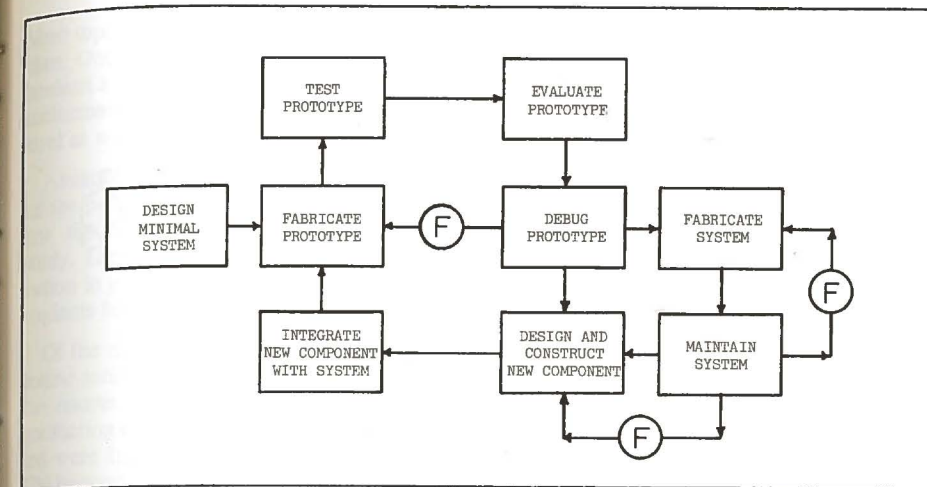 TEST
PROTOTYPE
EVALUATE
PROTOTYPE
DESIGN
MINIMAL
SYSTEM
FABRICATE
PROTOTYPE
F
DEBUG
PROTOTYPE
FABRICATE
SYSTEM
F
INTEGRATE
NEW COMPONENT
WITH SYSTEM
DESIGN AND
CONSTRUCT
NEW COMPONENT
MAINTAIN
SYSTEM
F